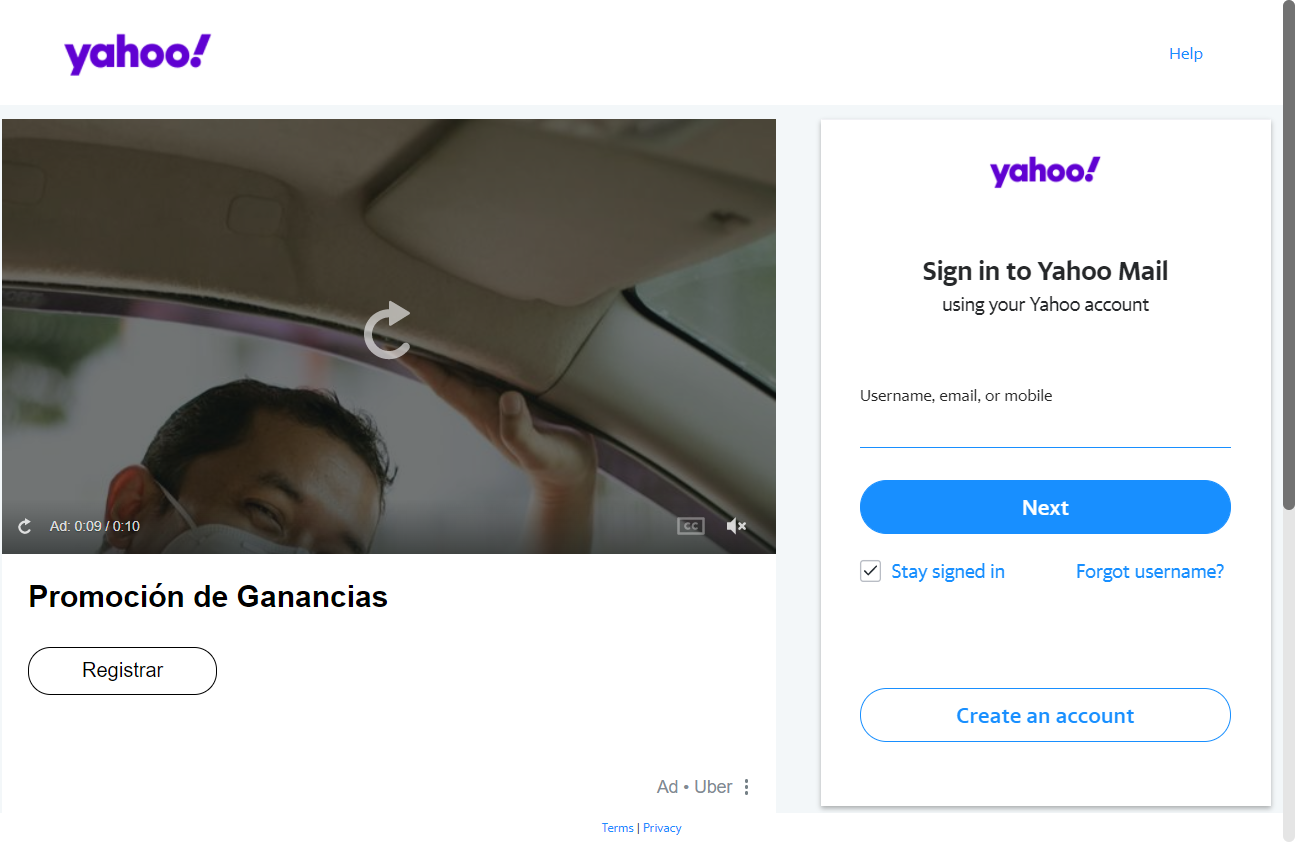 yahoo!
Help
Ad: 0:09 / 0:10
CC
Promoción de Ganancias
Registrar
Ad • Uber
yahoo!
Sign in to Yahoo Mail
using your Yahoo account
Username, email, or mobile
Next
Stay signed in
Forgot username?
Create an account
Terms | Privacy